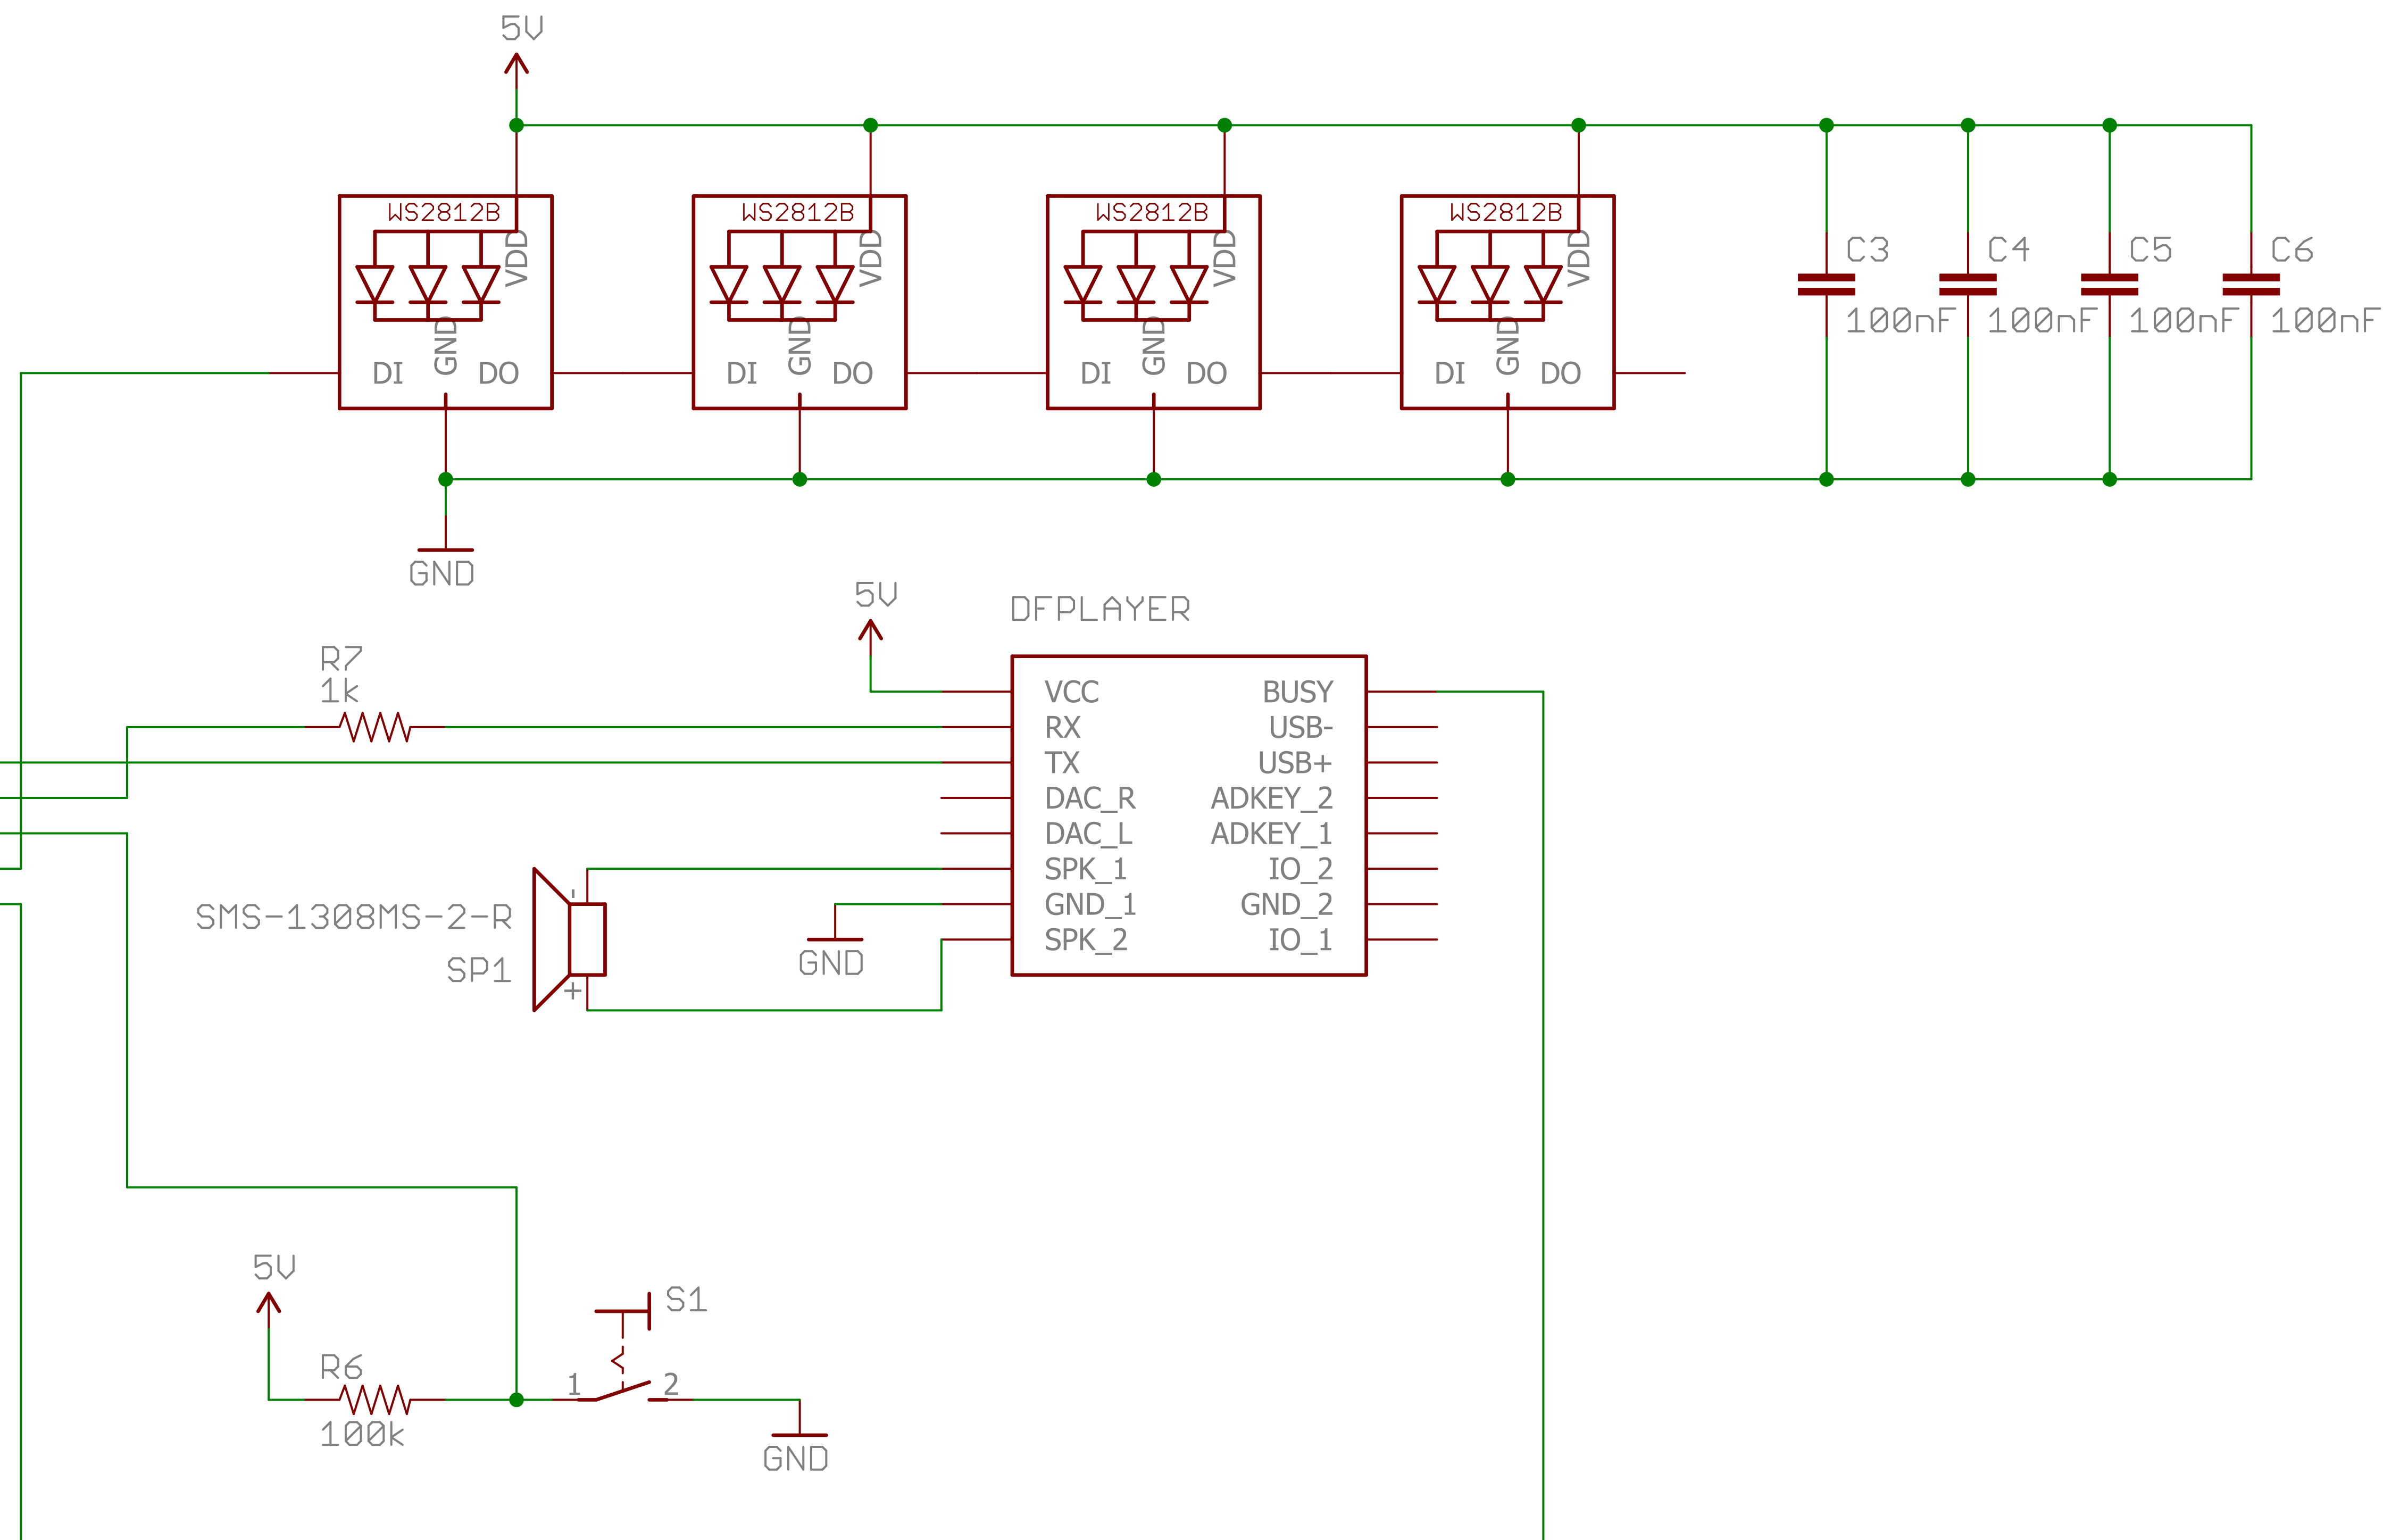 5V
WS2812B WS2812B WS2812B WS2812B
VDD VDD VDD VDD
C3 C4 C5 C6
100nF 100nF 100nF 100nF
GND GND GND GND
DI DO DI DO DI DO DI DO
GND
5V
DFPLAYER
R7
1k
VCC BUSY
RX USB-
TX USB+
DAC_R ADKEY_2
DAC_L ADKEY_1
SPK_1 IO_2
-
SMS-1308MS-2-R
GND_1 GND_2
SPK_2 IO_1
GND
SP1
+
5V
S1
R6
1 2
100k
GND